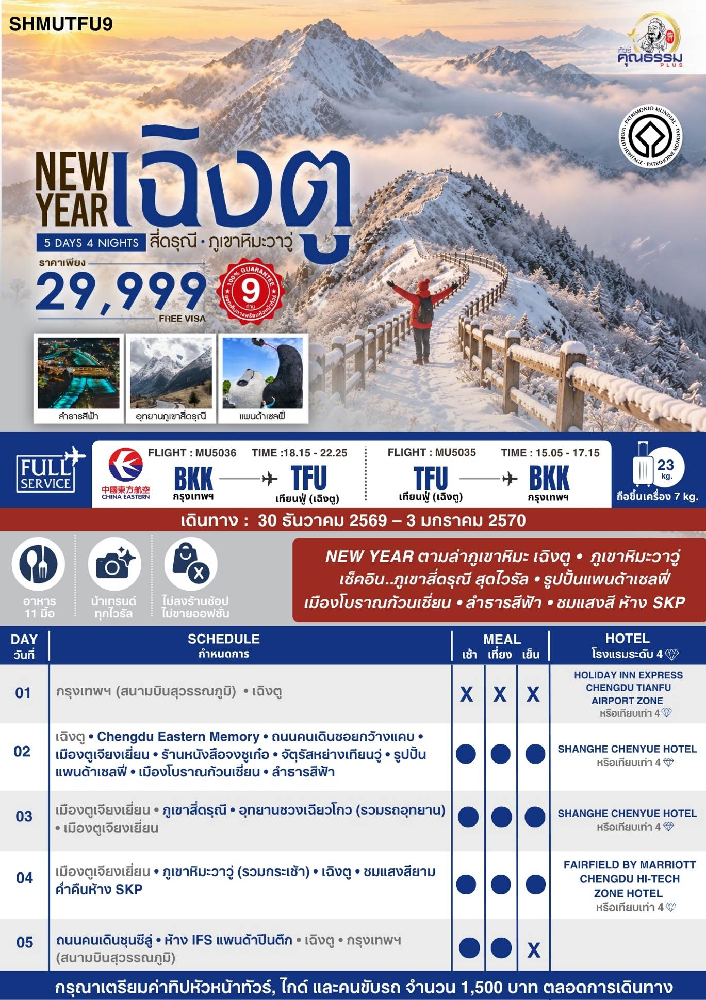 SHMUTFU9
ทัวร์
คุณธรรม
PLUS
PATRIMONIO MUNDIAL • WORLD HERITAGE • PATRIMOINE MONDIAL •
NEW
YEAR
เฉิงตู
5 DAYS 4 NIGHTS
สี่ดรุณี • ภูเขาหิมะวาวู่
ราคาเพียง
29,999
FREE VISA
100% GUARANTEE
9
ท่าน
ออกเดินทางพร้อมหัวหน้าทัวร์
ลำธารสีฟ้า
อุทยานภูเขาสี่ดรุณี
แพนด้าเซลฟี่
FULL
SERVICE
中國東方航空
CHINA EASTERN
FLIGHT : MU5036 TIME :18.15 - 22.25
BKK TFU
กรุงเทพฯ เทียนฟู่ (เฉิงตู)
FLIGHT : MU5035 TIME : 15.05 - 17.15
TFU BKK
เทียนฟู่ (เฉิงตู) กรุงเทพฯ
23
kg.
ถือขึ้นเครื่อง 7 kg.
เดินทาง : 30 ธันวาคม 2569 – 3 มกราคม 2570
อาหาร
11 มื้อ
นำเทรนด์
ทุกไวรัล
X
ไม่ลงร้านช้อป
ไม่ขายออฟชั่น
NEW YEAR ตามล่าภูเขาหิมะ เฉิงตู • ภูเขาหิมะวาวู่
เช็คอิน..ภูเขาสี่ดรุณี สุดไวรัล • รูปปั้นแพนด้าเซลฟี่
เมืองโบราณก้วนเซี่ยน • ลำธารสีฟ้า • ชมแสงสี ห้าง SKP
DAY SCHEDULE MEAL HOTEL
วันที่ กำหนดการ เช้า เที่ยง เย็น โรงแรมระดับ 4
01 กรุงเทพฯ (สนามบินสุวรรณภูมิ) • เฉิงตู X X X
HOLIDAY INN EXPRESS
CHENGDU TIANFU
AIRPORT ZONE
หรือเทียบเท่า 4
02
เฉิงตู • Chengdu Eastern Memory • ถนนคนเดินซอยกว้างแคบ •
เมืองตูเจียงเยี่ยน • ร้านหนังสือจงซูเก๋อ • จัตุรัสหย่างเทียนวู่ • รูปปั้น
แพนด้าเซลฟี่ • เมืองโบราณก้วนเซี่ยน • ลำธารสีฟ้า
SHANGHE CHENYUE HOTEL
หรือเทียบเท่า 4
03
เมืองตูเจียงเยี่ยน • ภูเขาสี่ดรุณี • อุทยานซวงเฉียวโกว (รวมรถอุทยาน)
• เมืองตูเจียงเยี่ยน
SHANGHE CHENYUE HOTEL
หรือเทียบเท่า 4
04
เมืองตูเจียงเยี่ยน • ภูเขาหิมะวาวู่ (รวมกระเช้า) • เฉิงตู • ชมแสงสียาม
ค่ำคืนห้าง SKP
FAIRFIELD BY MARRIOTT
CHENGDU HI-TECH
ZONE HOTEL
หรือเทียบเท่า 4
05
ถนนคนเดินชุนซีลู่ • ห้าง IFS แพนด้าปีนตึก • เฉิงตู • กรุงเทพฯ
(สนามบินสุวรรณภูมิ)
X
กรุณาเตรียมค่าทิปหัวหน้าทัวร์, ไกด์ และคนขับรถ จำนวน 1,500 บาท ตลอดการเดินทาง